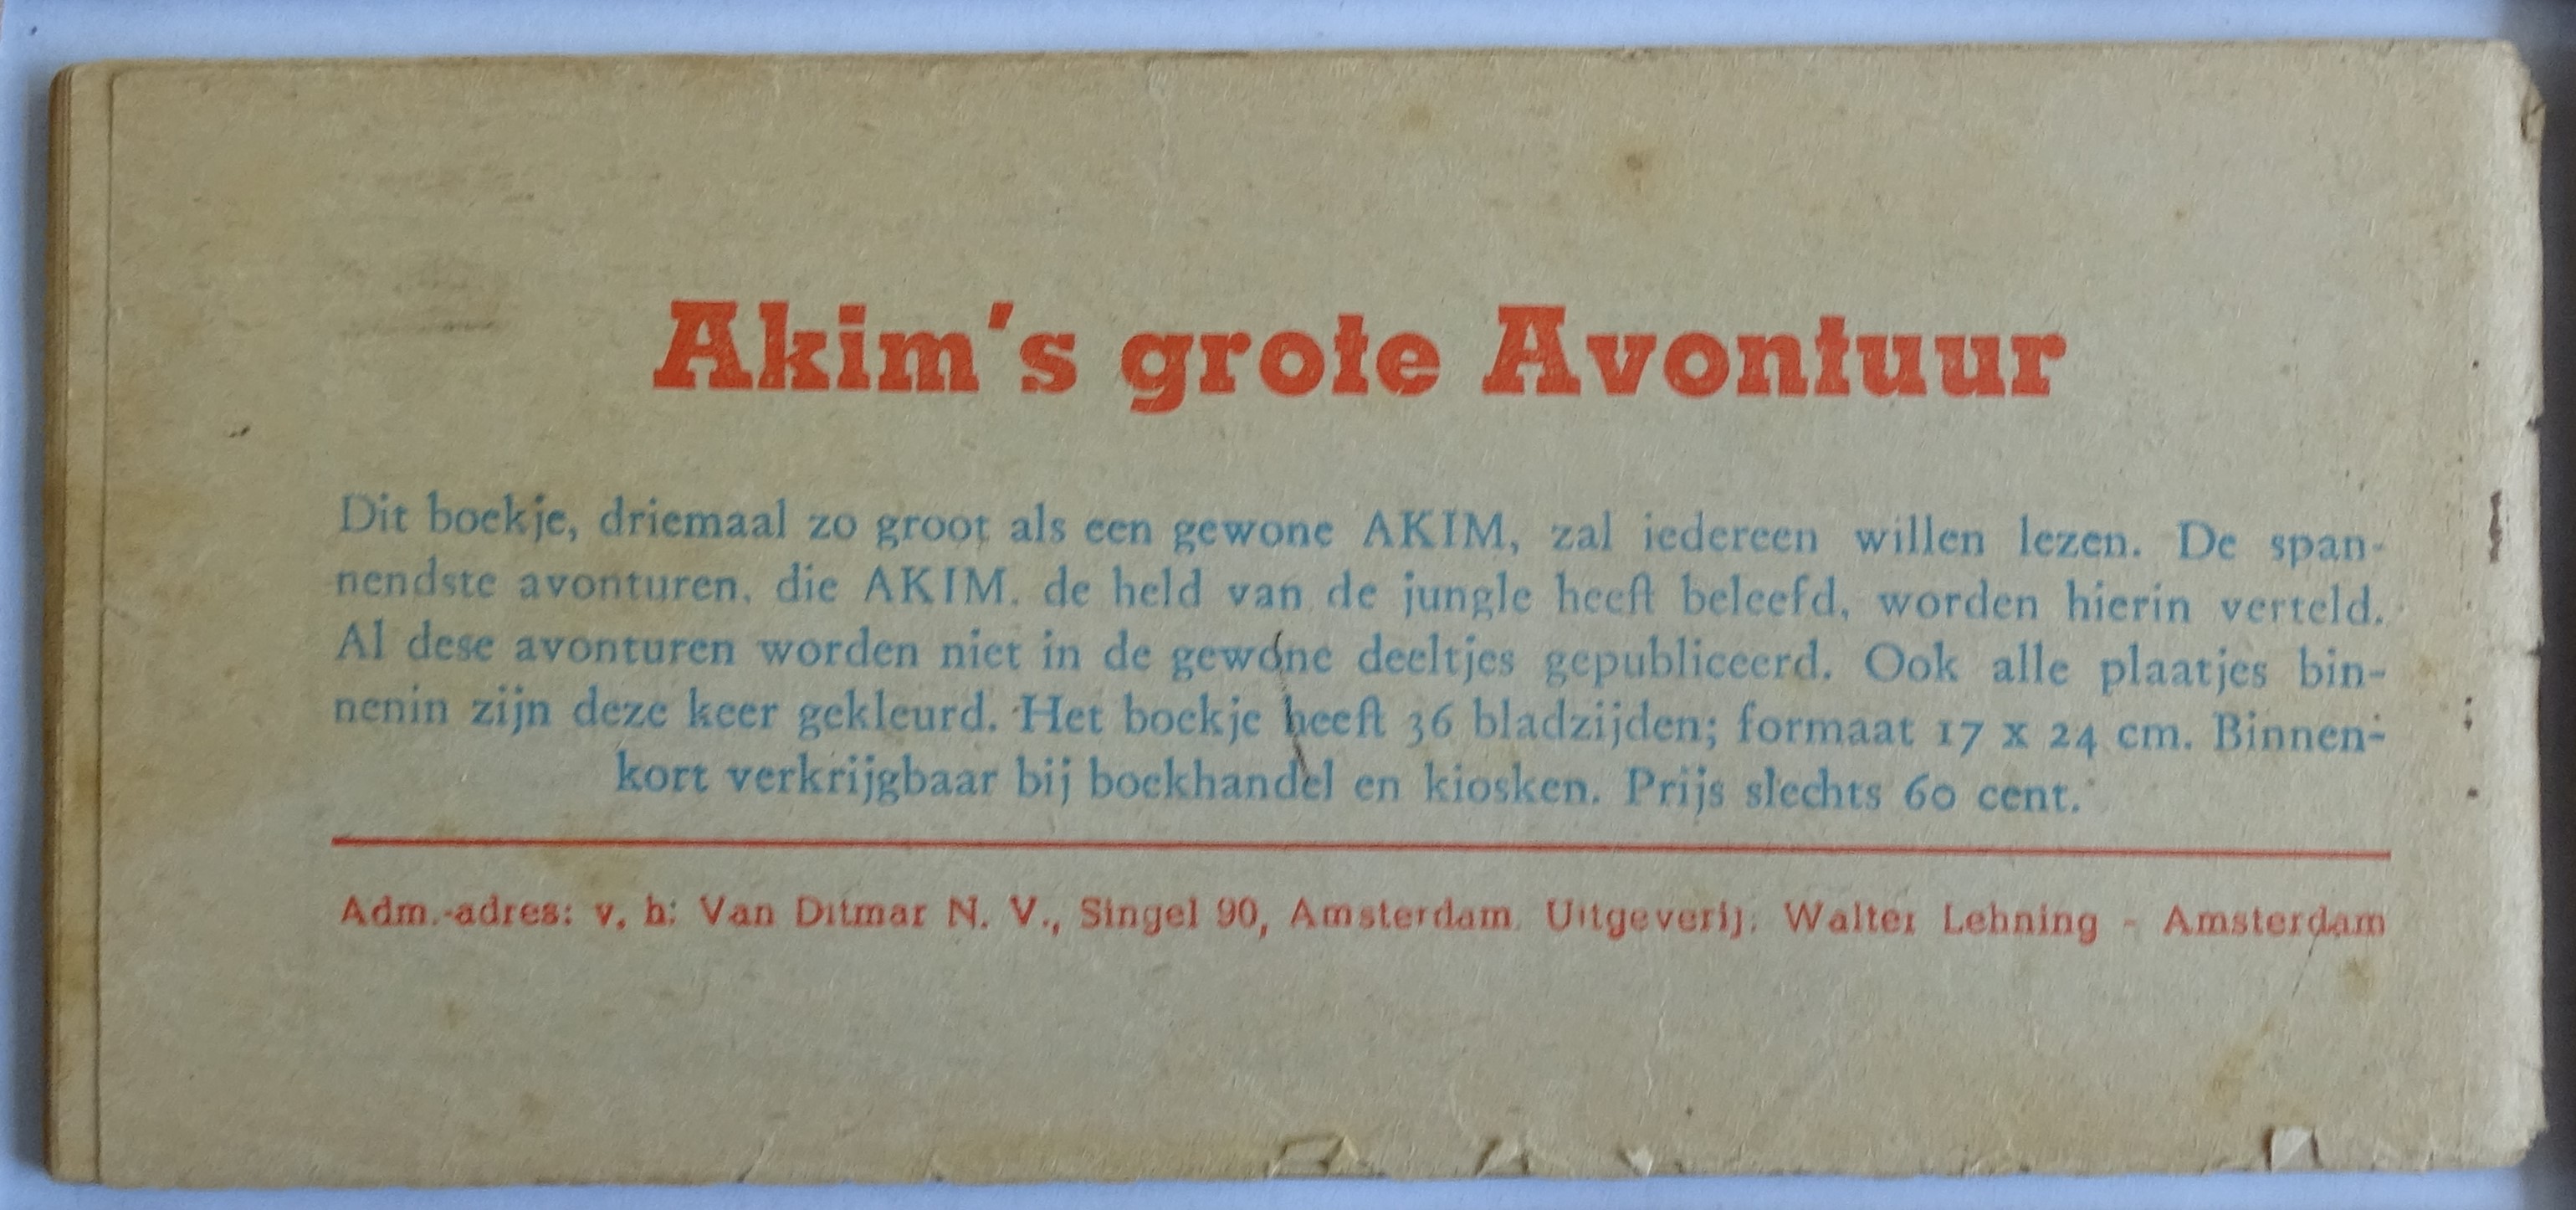 Akim's grote Avontuur
Dit boekje, driemaal zo groot als een gewone AKIM, zal iedereen willen lezen. De span-
nendste avonturen, die AKIM, de held van de jungle heeft beleefd, worden hierin verteld.
Al dese avonturen worden niet in de gewone deeltjes gepubliceerd. Ook alle plaatjes bin-
nenin zijn deze keer gekleurd. Het boekje heeft 36 bladzijden; formaat 17 x 24 cm. Binnen-
kort verkrijgbaar bij boekhandel en kiosken. Prijs slechts 60 cent.
Adm.-adres: v. h: Van Ditmar N. V., Singel 90, Amsterdam. Uitgeverij: Walter Lehning - Amsterdam